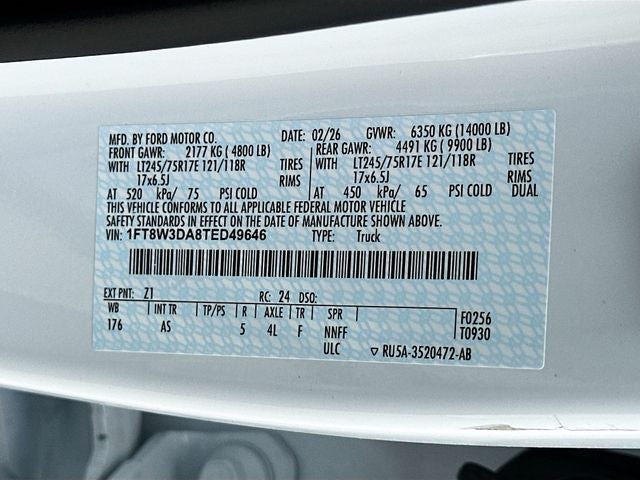 MFD. BY FORD MOTOR CO. DATE: 02/26 GVWR: 6350 KG (14000 LB)
FRONT GAWR: 2177 KG (4800 LB) REAR GAWR: 4491 KG (9900 LB)
WITH LT245/75R17E 121/118R TIRES WITH LT245/75R17E 121/118R TIRES
17x6.5J RIMS 17x6.5J RIMS
AT 520 kPa/ 75 PSI COLD AT 450 kPa/ 65 PSI COLD DUAL
THIS VEHICLE CONFORMS TO ALL APPLICABLE FEDERAL MOTOR VEHICLE
SAFETY STANDARDS IN EFFECT ON THE DATE OF MANUFACTURE SHOWN ABOVE.
VIN: 1FT8W3DA8TED49646 TYPE: Truck
EXT PNT: Z1 RC: 24 DSO:
WB INT TR TP/PS R AXLE TR SPR F0256
176 AS 5 4L F NNFF T0930
ULC ▽ RU5A-3520472-AB